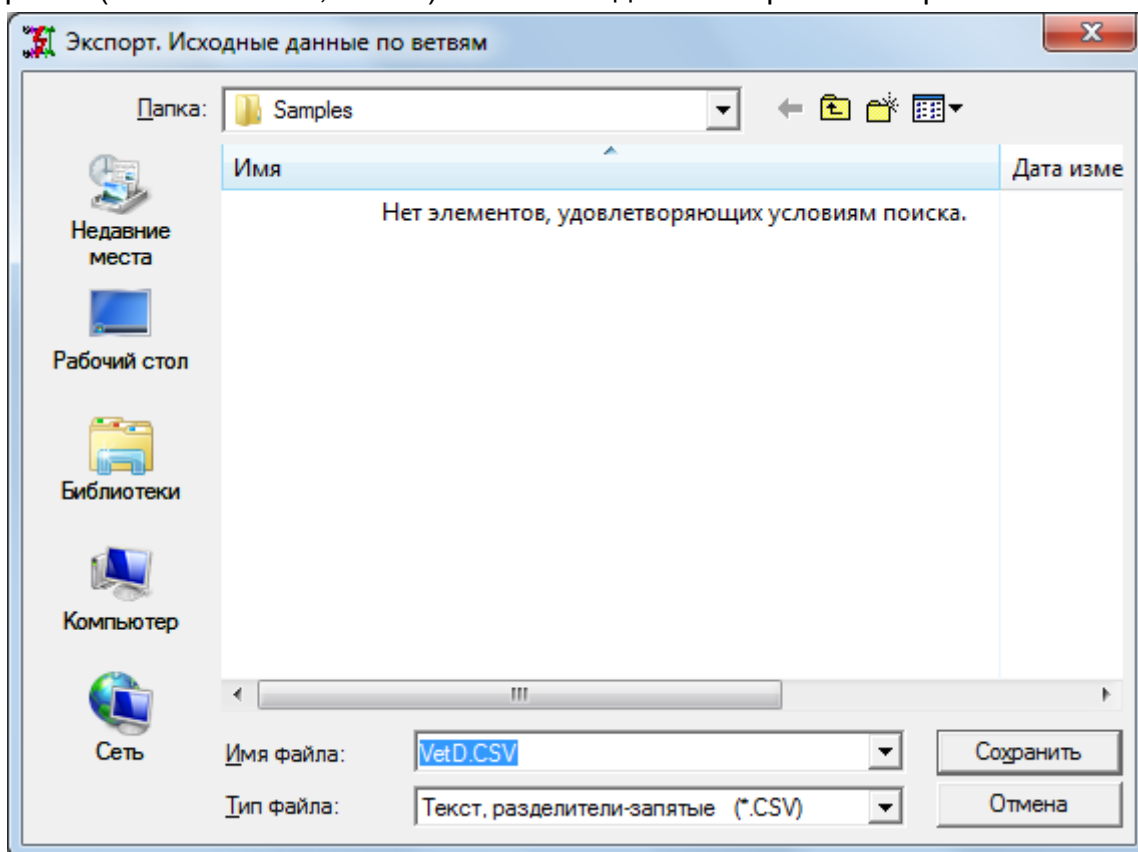 Экспорт. Исходные данные по ветвям
Папка: Samples
Имя Дата изме
Нет элементов, удовлетворяющих условиям поиска.
Недавние
места
Рабочий стол
Библиотеки
Компьютер
Сеть
Имя файла: VetD.CSV Сохранить
Тип файла: Текст, разделители-запятые (*.CSV) Отмена